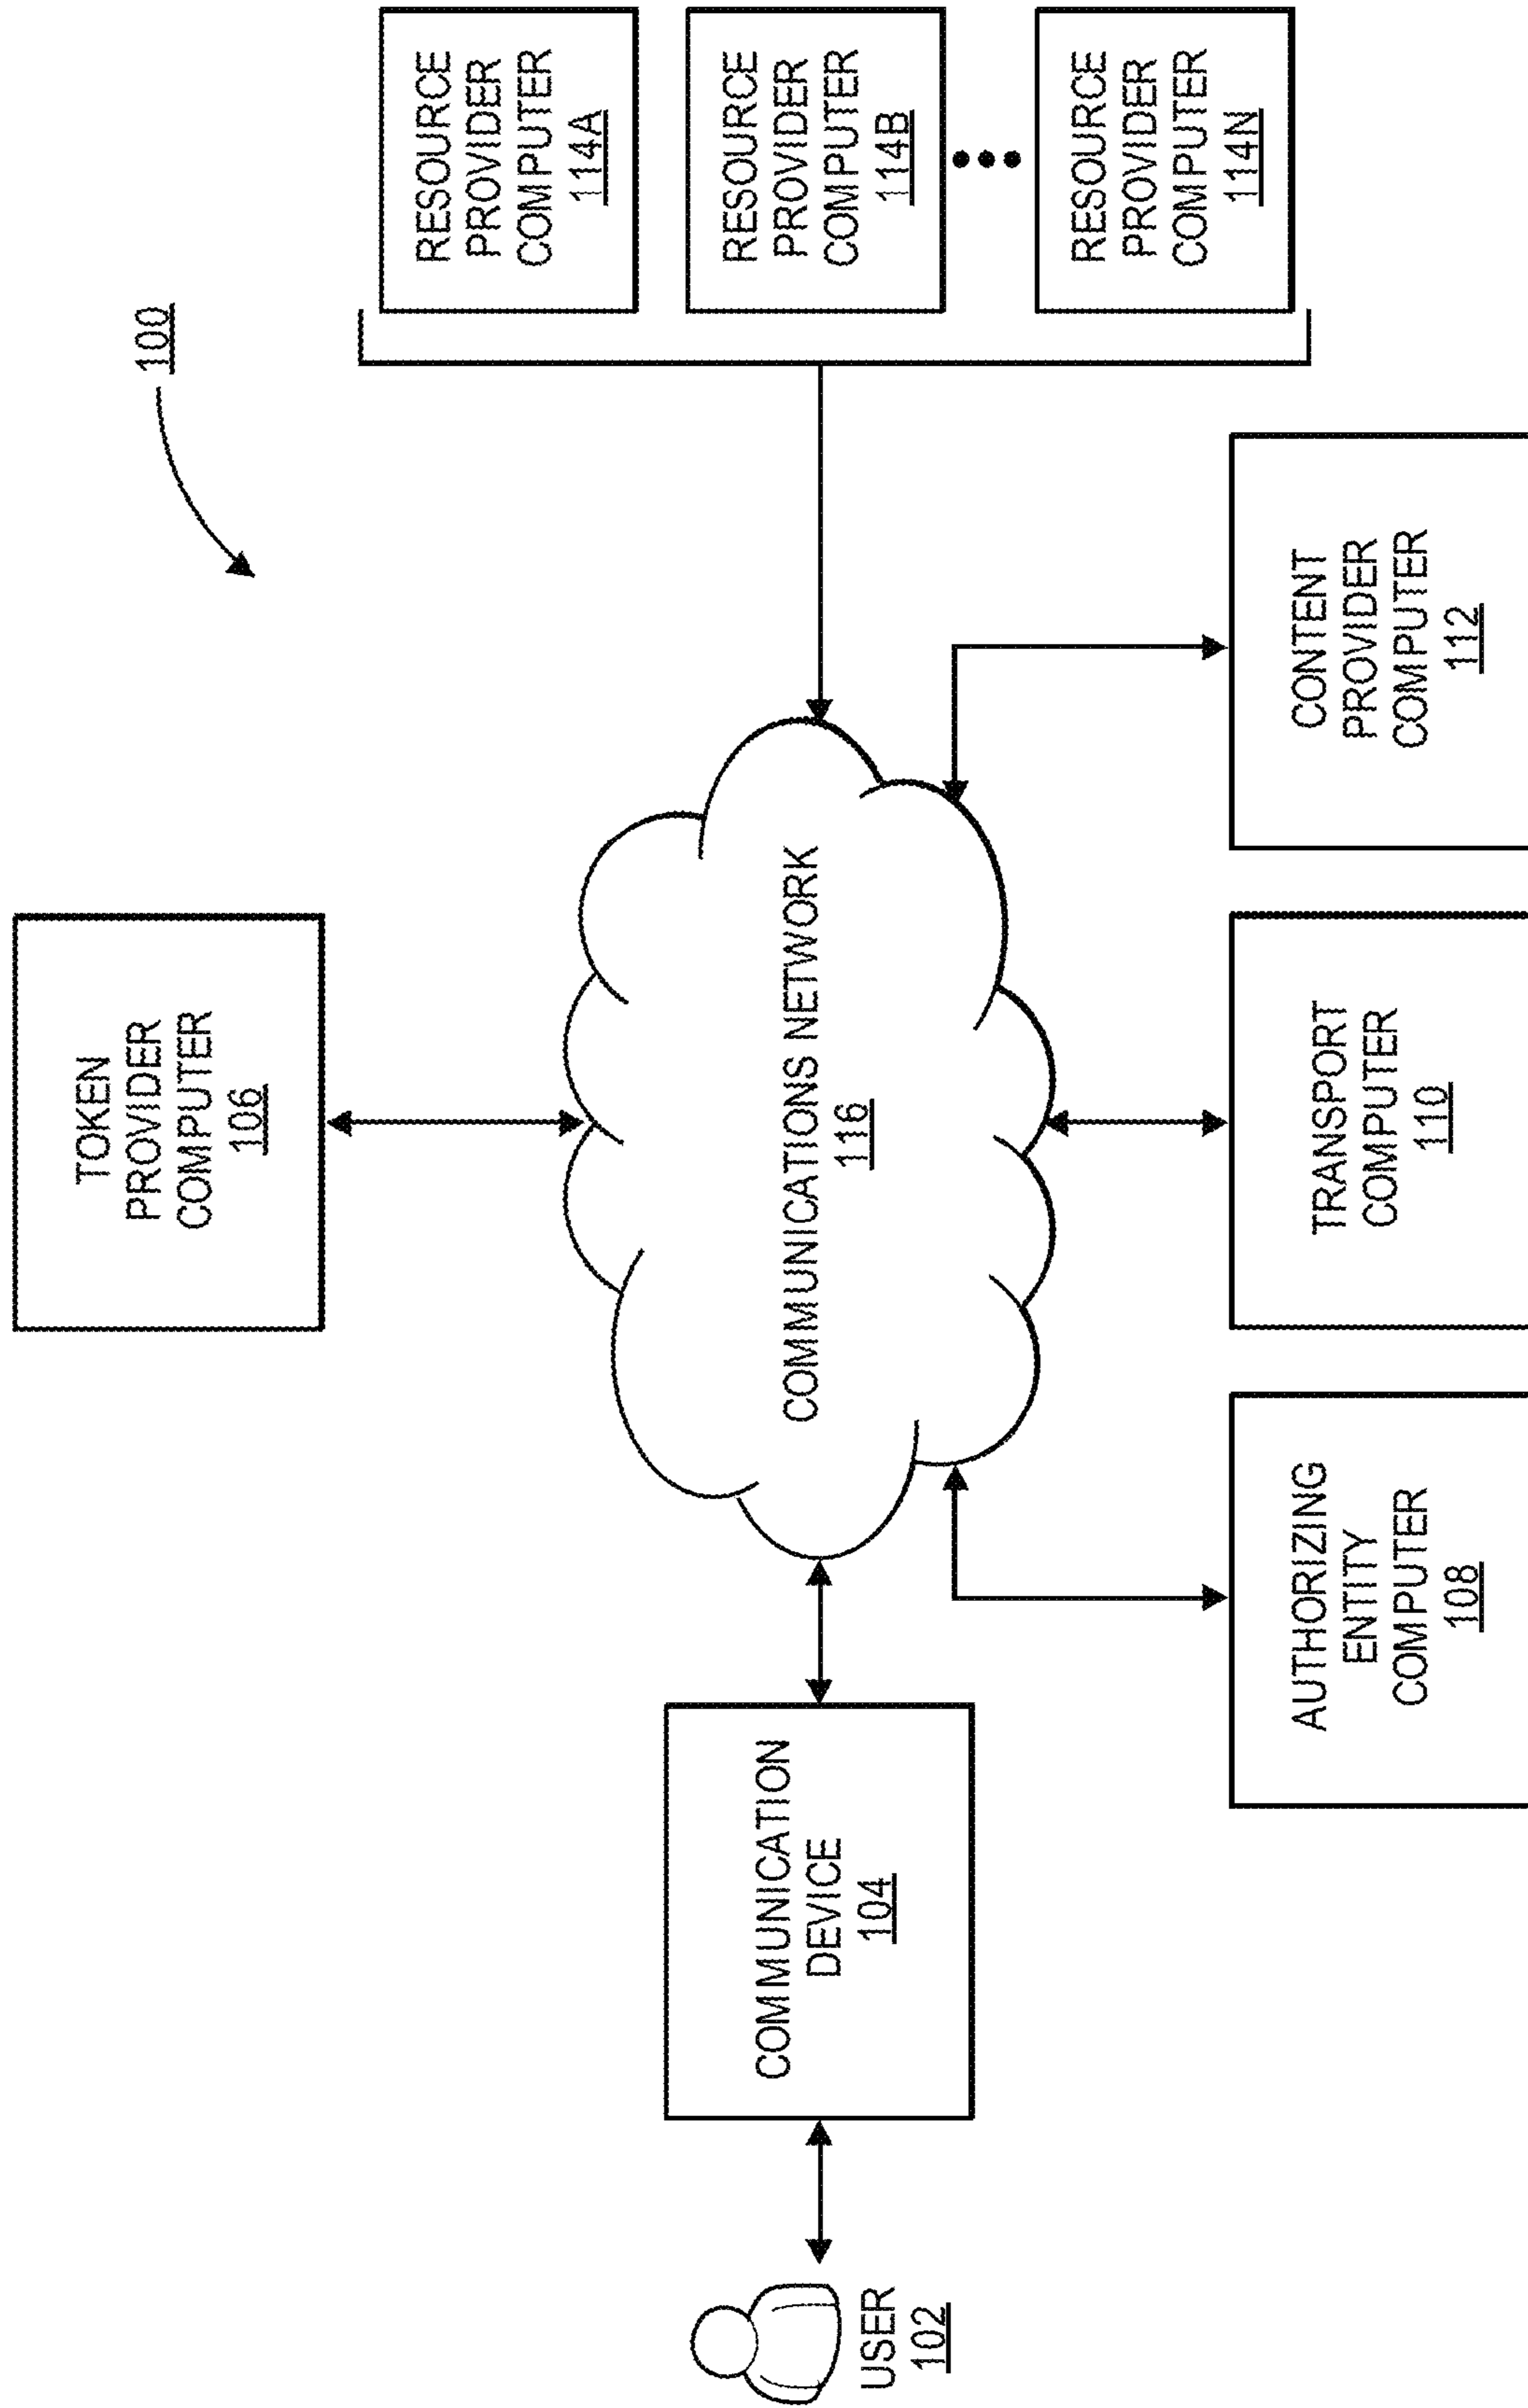 100
TOKEN
PROVIDER
COMPUTER
106
RESOURCE
PROVIDER
COMPUTER
114A
RESOURCE
PROVIDER
COMPUTER
114B
RESOURCE
PROVIDER
COMPUTER
114N
USER
102
COMMUNICATION
DEVICE
104
COMMUNICATIONS NETWORK
116
AUTHORIZING
ENTITY
COMPUTER
108
TRANSPORT
COMPUTER
110
CONTENT
PROVIDER
COMPUTER
112